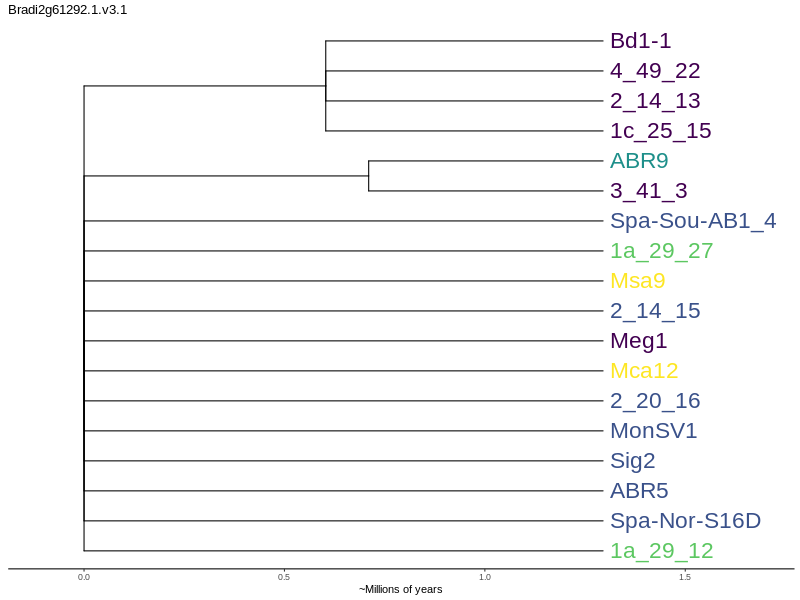 Bradi2g61292.1.v3.1
Bd1-1
4_49_22
2_14_13
1c_25_15
ABR9
3_41_3
Spa-Sou-AB1_4
1a_29_27
Msa9
2_14_15
Meg1
Mca12
2_20_16
MonSV1
Sig2
ABR5
Spa-Nor-S16D
1a_29_12
0.0 0.5 1.0 1.5
~Millions of years